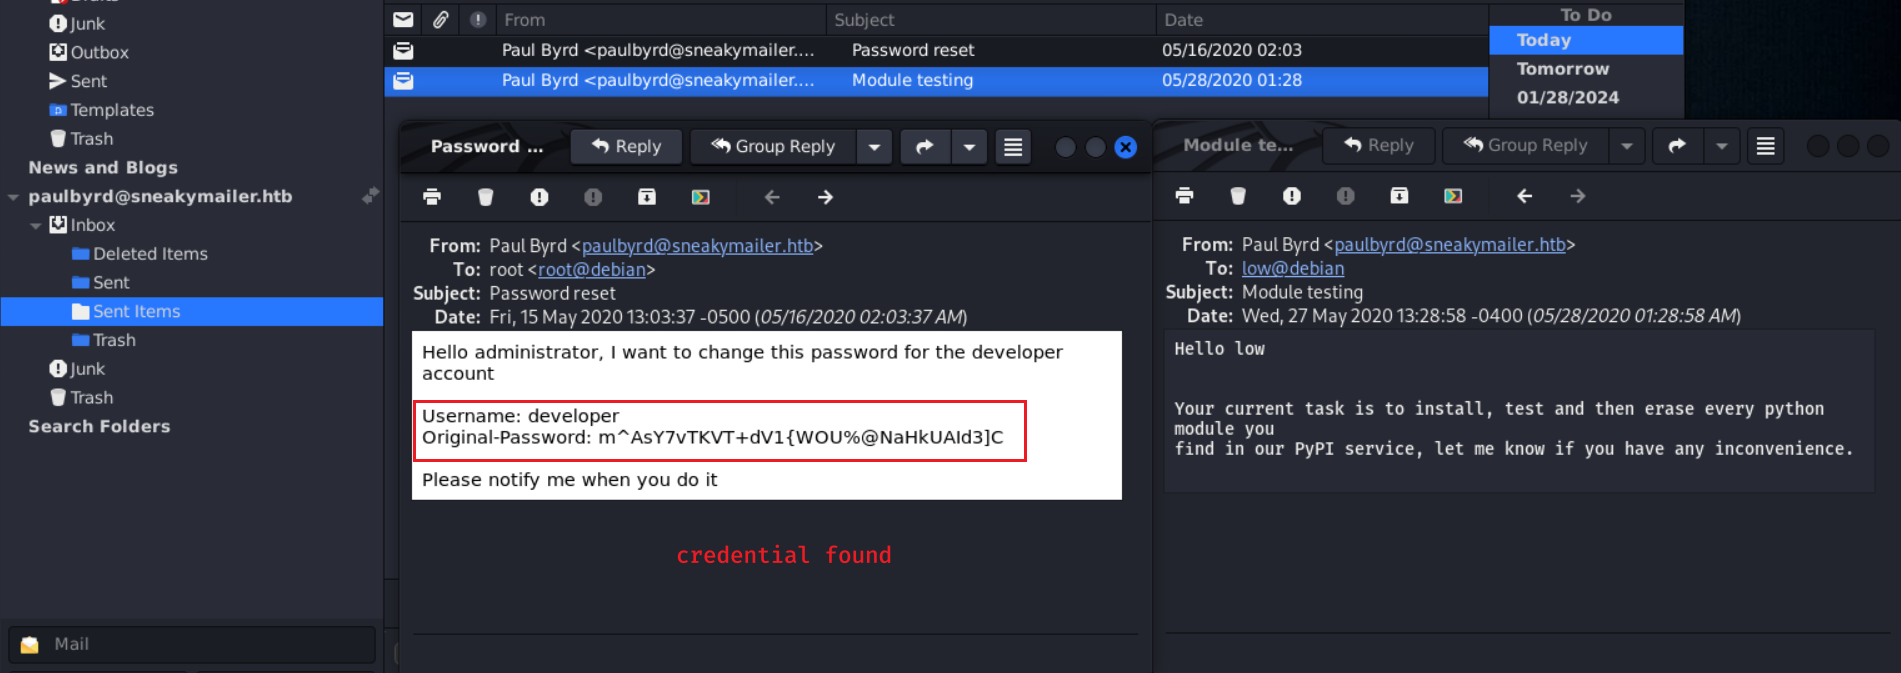 Drafts
Junk
Outbox
Sent
Templates
Trash
News and Blogs
paulbyrd@sneakymailer.htb
Inbox
Deleted Items
Sent
Sent Items
Trash
Junk
Trash
Search Folders
Mail
From Subject Date
Paul Byrd <paulbyrd@sneakymailer.... Password reset 05/16/2020 02:03
Paul Byrd <paulbyrd@sneakymailer.... Module testing 05/28/2020 01:28
To Do
Today
Tomorrow
01/28/2024
Password ... Reply Group Reply
From: Paul Byrd <paulbyrd@sneakymailer.htb>
To: root <root@debian>
Subject: Password reset
Date: Fri, 15 May 2020 13:03:37 -0500 (05/16/2020 02:03:37 AM)
Hello administrator, I want to change this password for the developer
account
Username: developer
Original-Password: m^AsY7vTKVT+dV1{WOU%@NaHkUAId3]C
Please notify me when you do it
credential found
Module te... Reply Group Reply
From: Paul Byrd <paulbyrd@sneakymailer.htb>
To: low@debian
Subject: Module testing
Date: Wed, 27 May 2020 13:28:58 -0400 (05/28/2020 01:28:58 AM)
Hello low
Your current task is to install, test and then erase every python
module you
find in our PyPI service, let me know if you have any inconvenience.